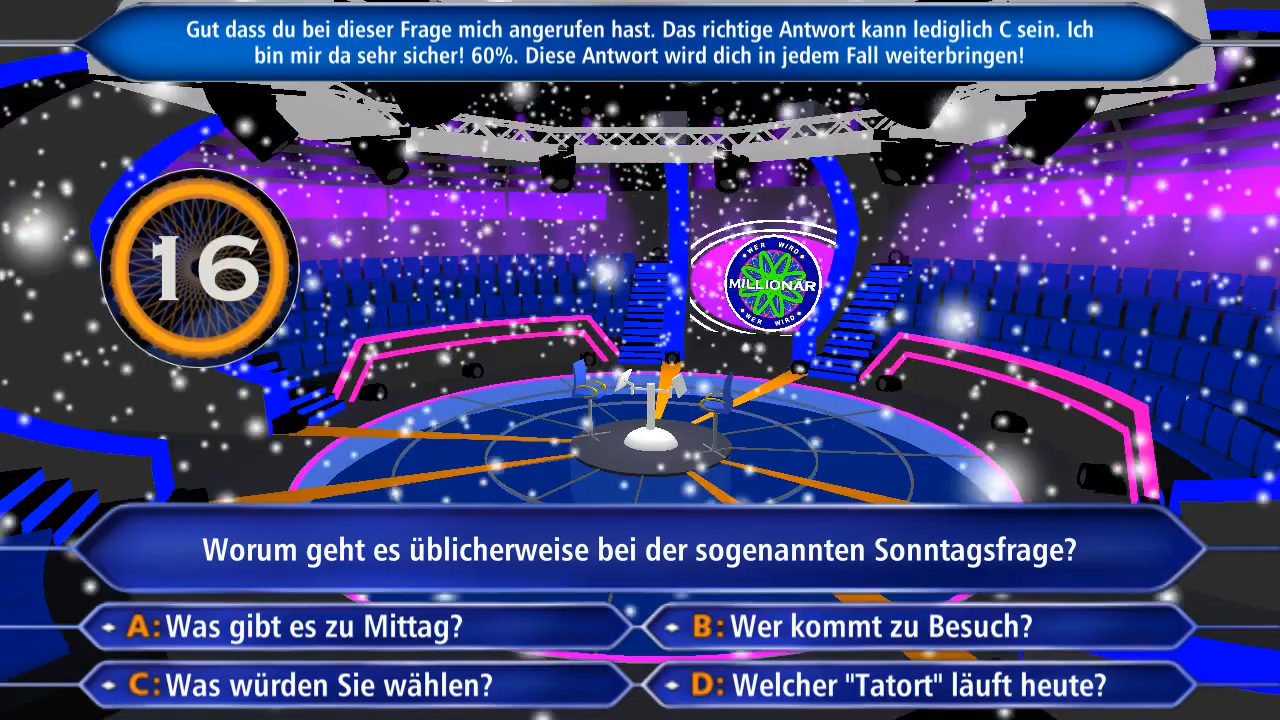 Gut dass du bei dieser Frage mich angerufen hast. Das richtige Antwort kann lediglich C sein. Ich
bin mir da sehr sicher! 60%. Diese Antwort wird dich in jedem Fall weiterbringen!
16
WER WIRD
MILLIONÄR
WER WIRD
Worum geht es üblicherweise bei der sogenannten Sonntagsfrage?
A: Was gibt es zu Mittag?
B: Wer kommt zu Besuch?
C: Was würden Sie wählen?
D: Welcher "Tatort" läuft heute?